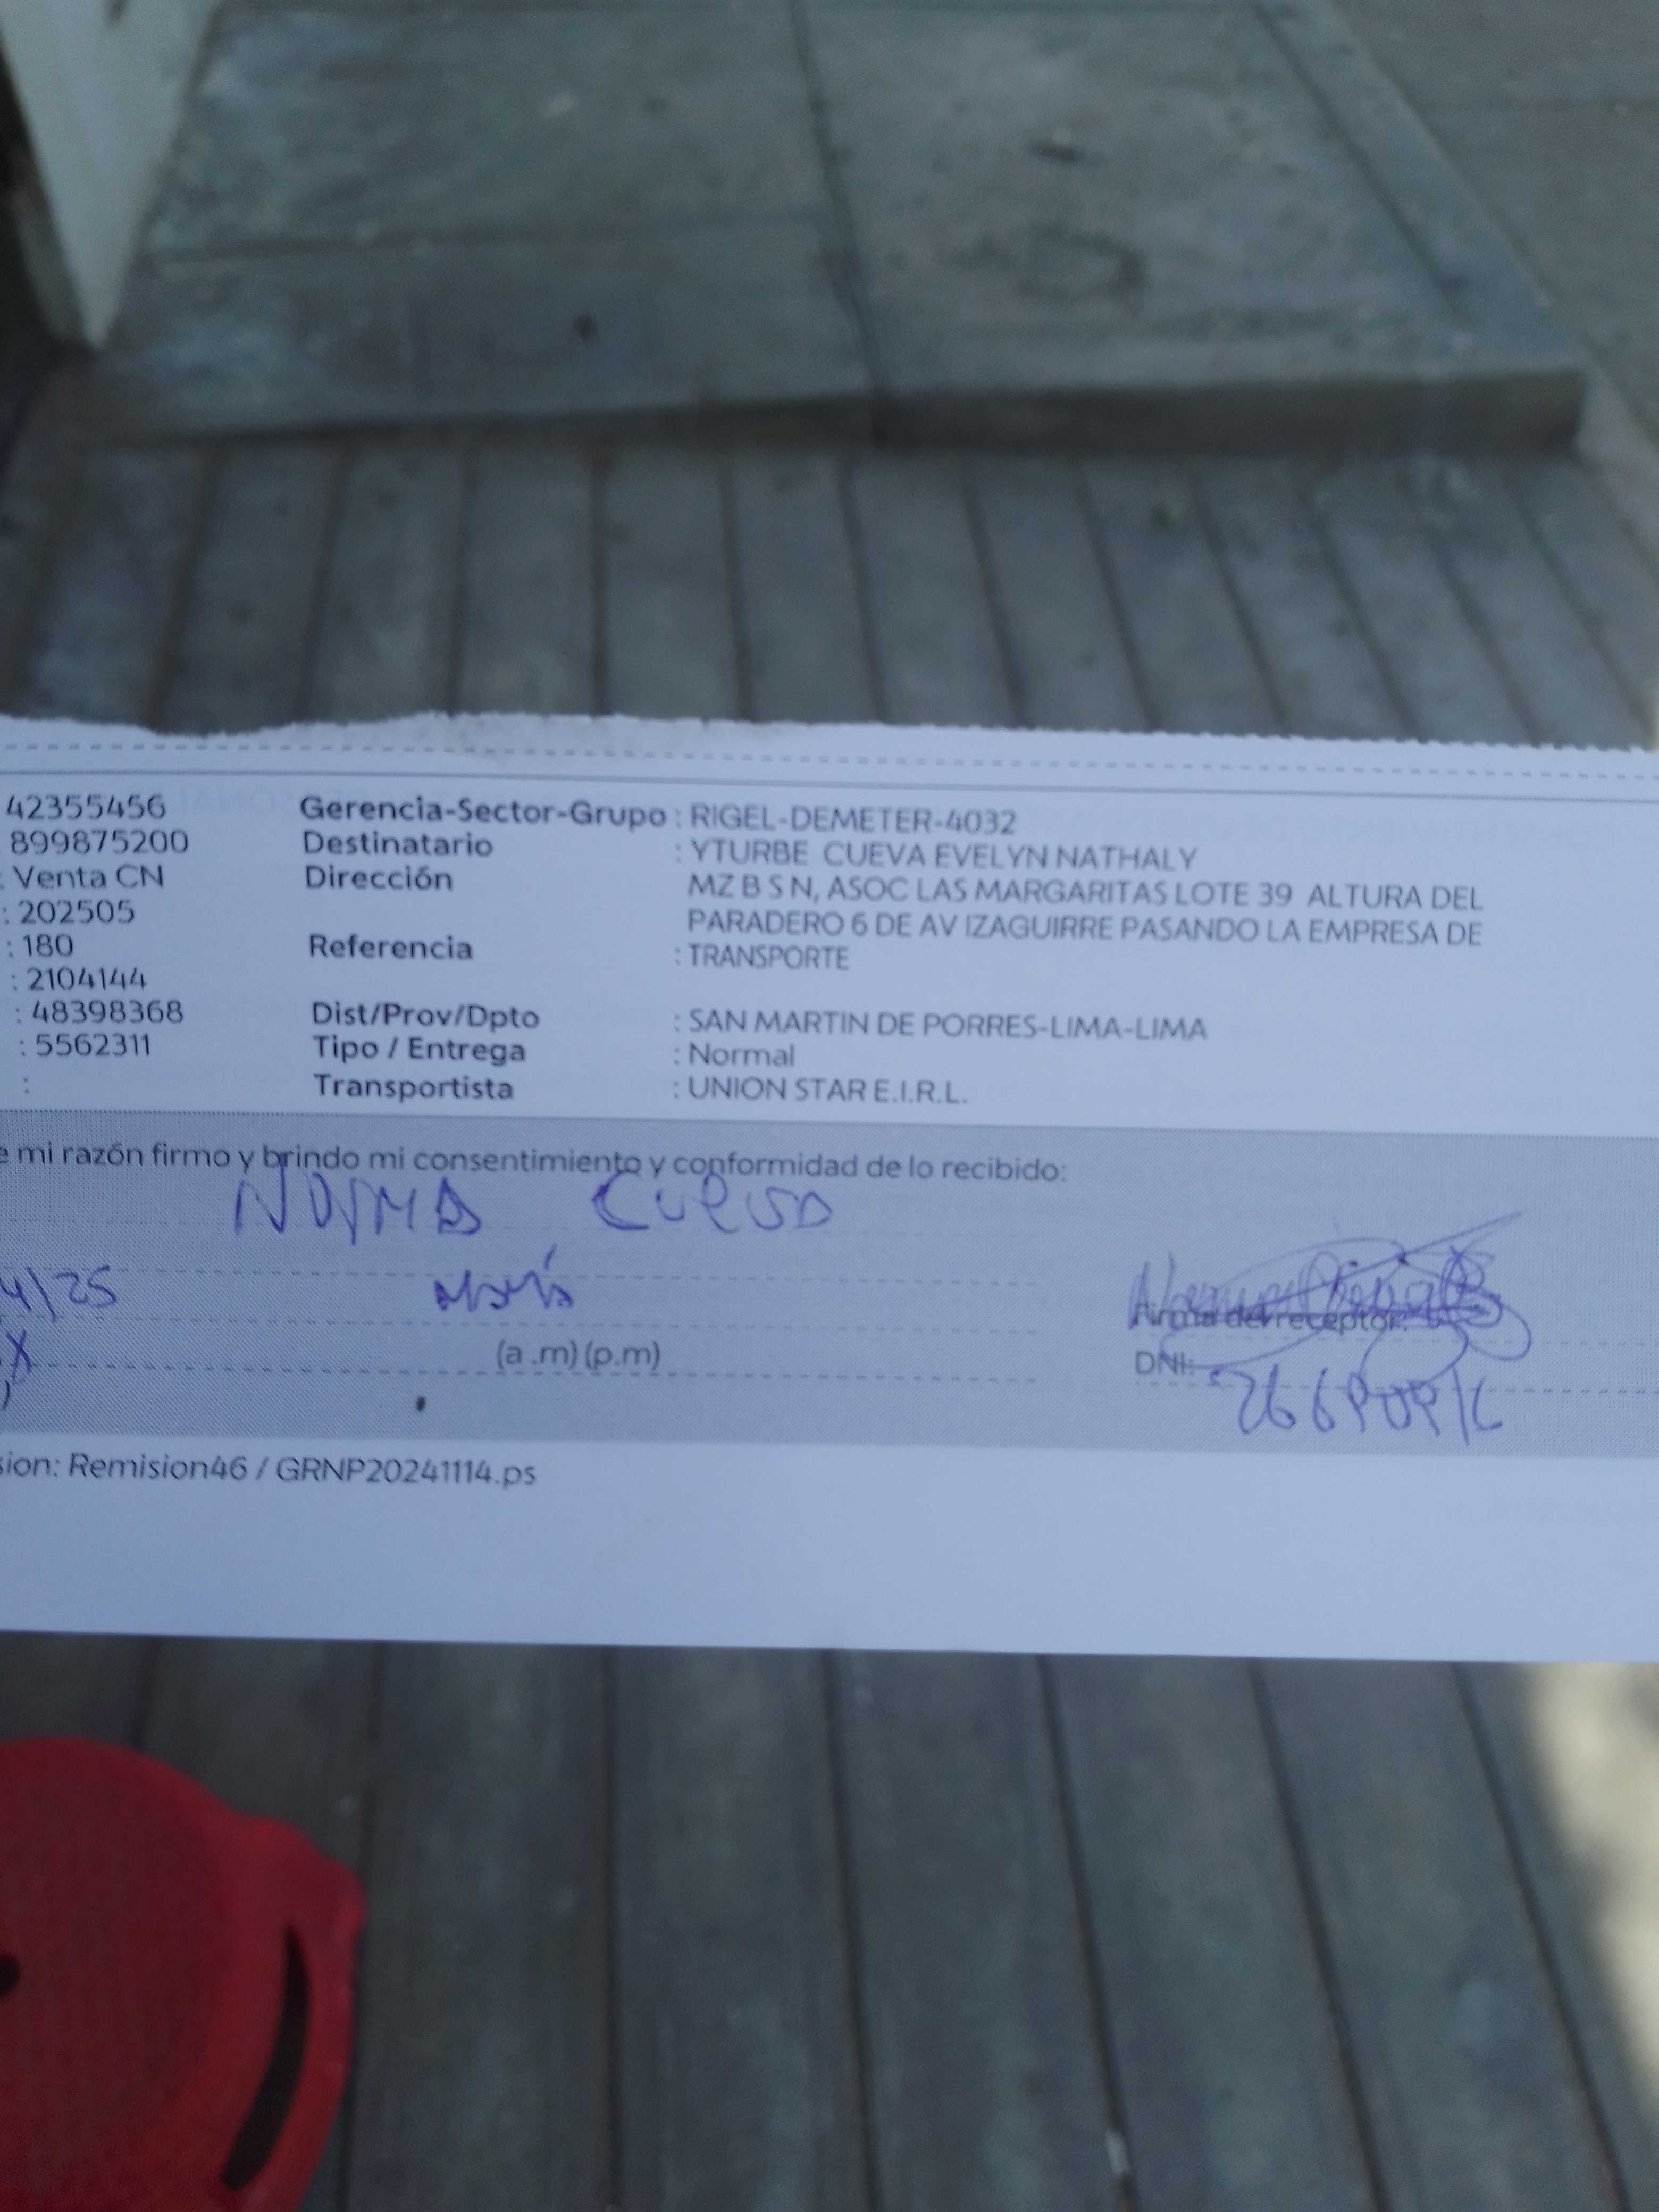 42355456 Gerencia-Sector-Grupo : RIGEL-DEMETER-4032
899875200 Destinatario : YTURBE CUEVA EVELYN NATHALY
: Venta CN Dirección MZ B S N, ASOC LAS MARGARITAS LOTE 39 ALTURA DEL
: 202505 PARADERO 6 DE AV IZAGUIRRE PASANDO LA EMPRESA DE
: 180 Referencia : TRANSPORTE
: 2104144
: 48398368 Dist/Prov/Dpto : SAN MARTIN DE PORRES-LIMA-LIMA
: 5562311 Tipo / Entrega : Normal
: Transportista : UNION STAR E.I.R.L.
e mi razón firmo y brindo mi consentimiento y conformidad de lo recibido:
Norma Cueva
4/25 Mamá
Firma del receptor:
X (a .m) (p.m) DNI:
sion: Remision46 / GRNP20241114.ps